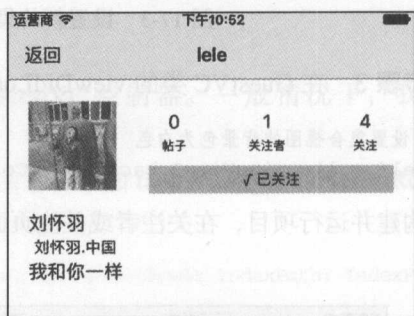 运营商 下午10:52
返回 lele
0 1 4
帖子 关注者 关注
√ 已关注
刘怀羽
刘怀羽.中国
我和你一样